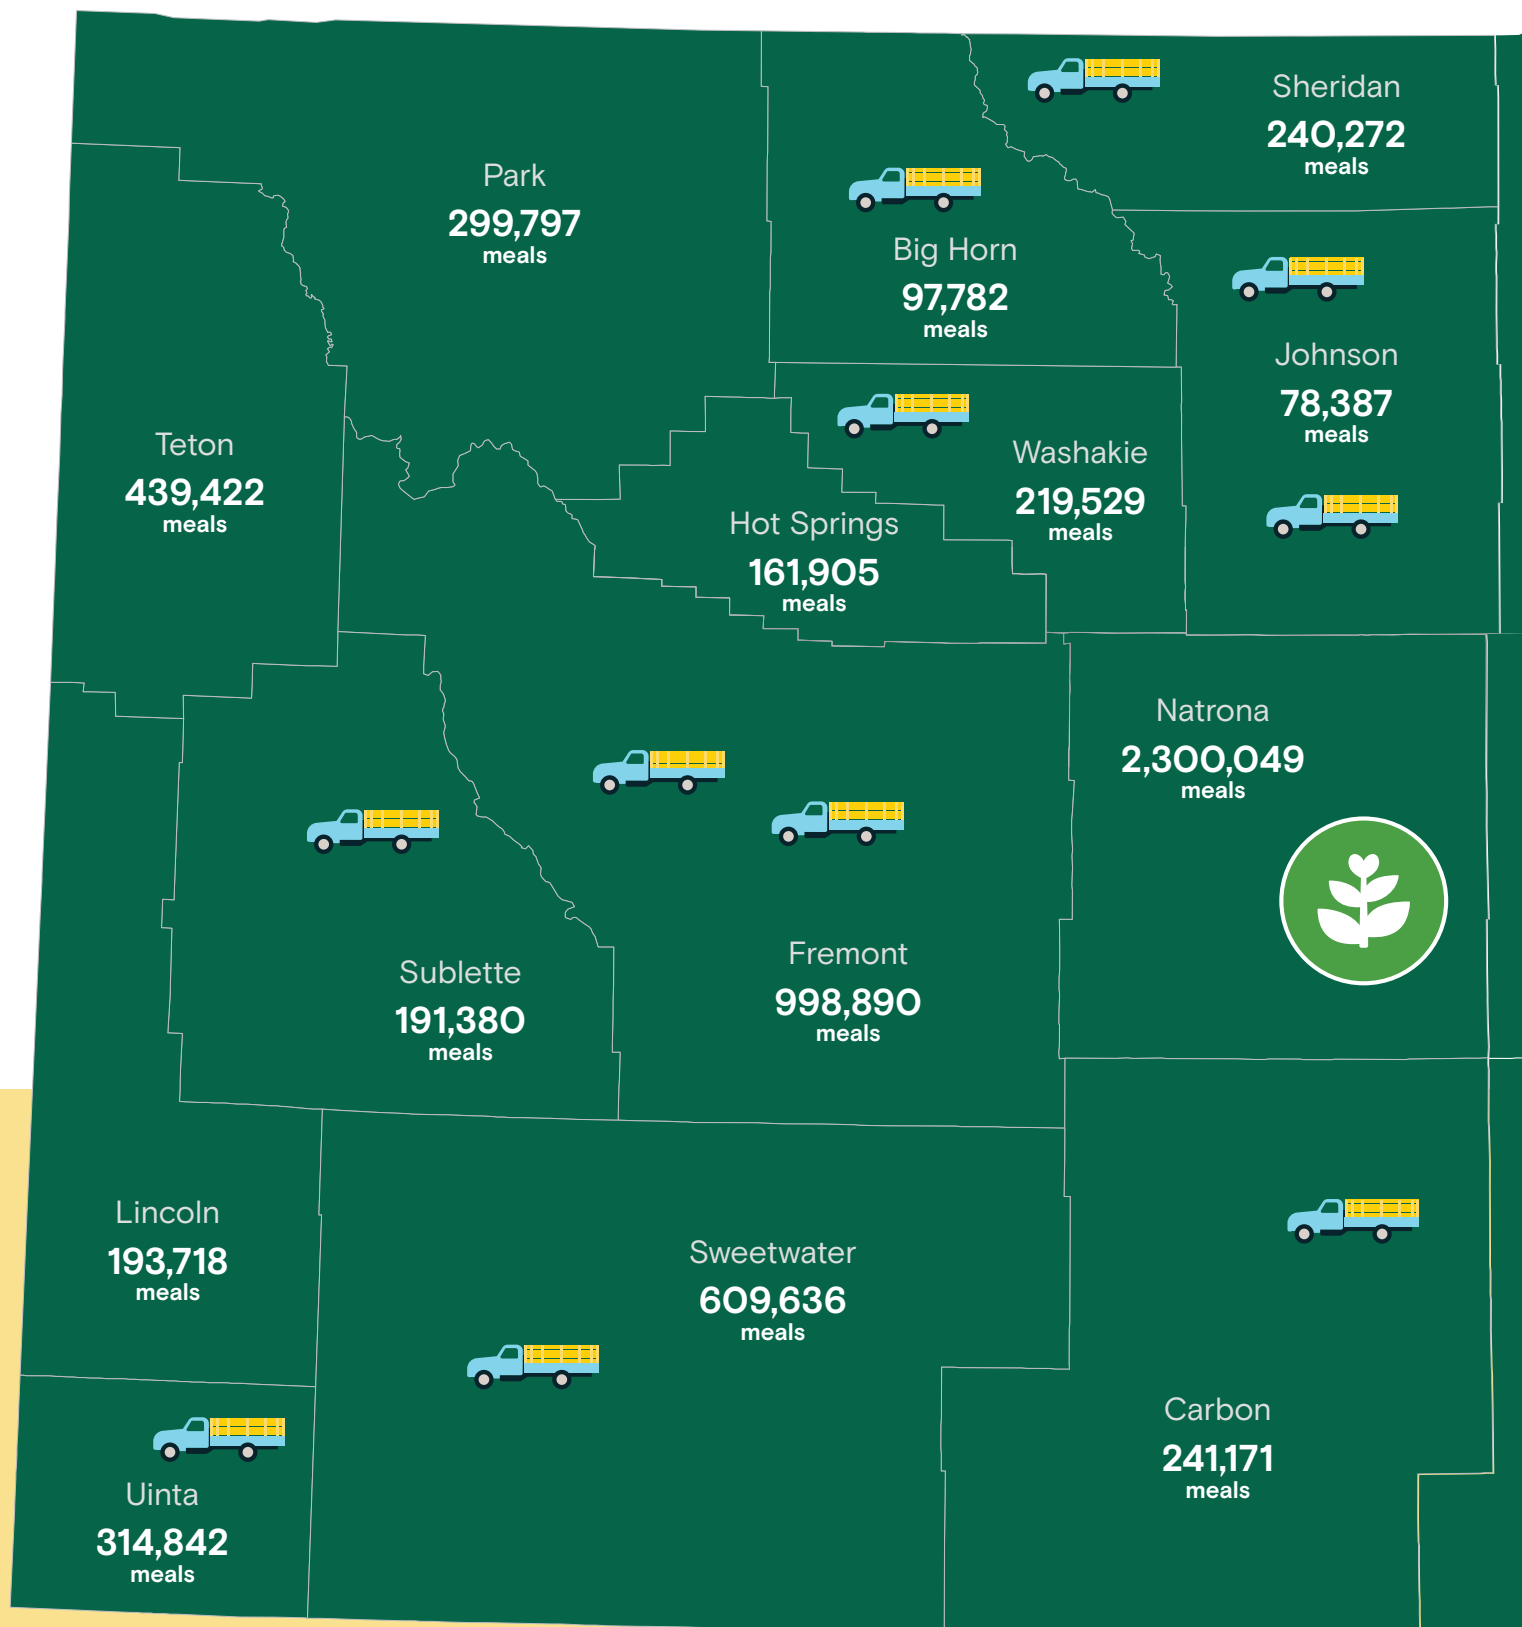 Sheridan
240,272
meals
Park
299,797
meals
Big Horn
97,782
meals
Johnson
78,387
meals
Teton
439,422
meals
Washakie
219,529
meals
Hot Springs
161,905
meals
Natrona
2,300,049
meals
Fremont
998,890
meals
Sublette
191,380
meals
Lincoln
193,718
meals
Sweetwater
609,636
meals
Carbon
241,171
meals
Uinta
314,842
meals